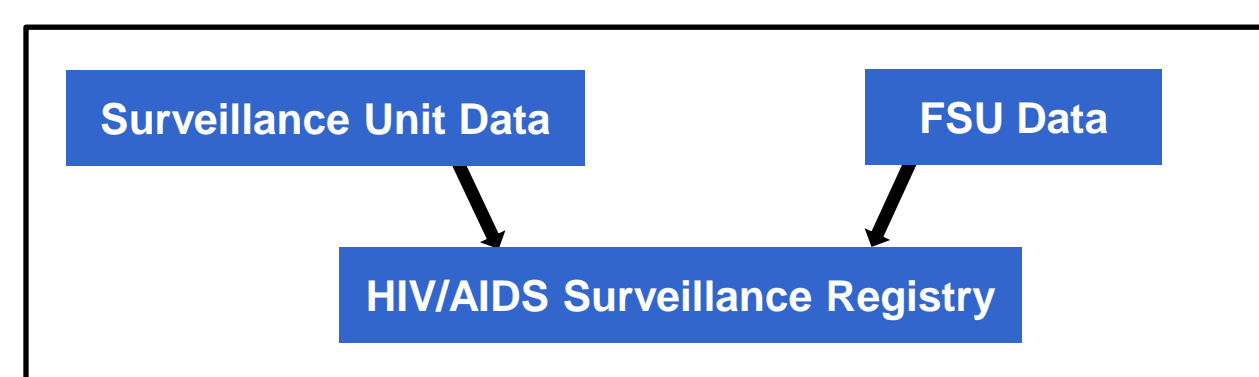 Surveillance Unit Data
FSU Data
HIV/AIDS Surveillance Registry